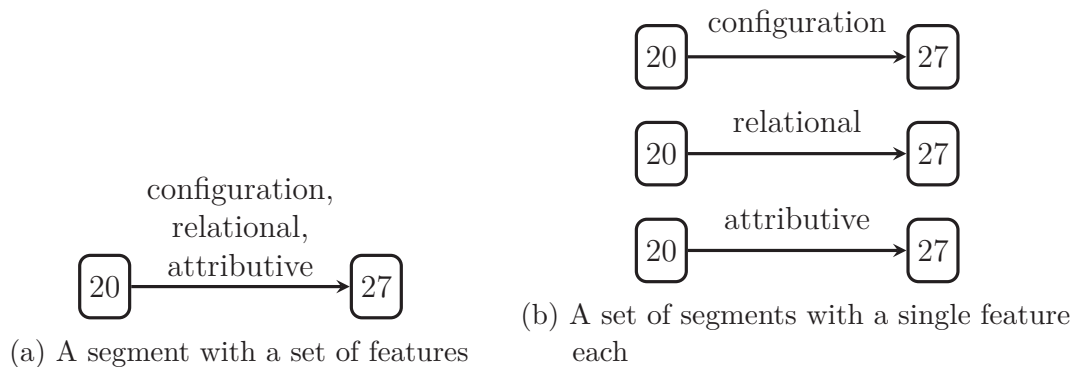 configuration,
relational,
attributive
20 27
(a) A segment with a set of features
configuration
20 27
relational
20 27
attributive
20 27
(b) A set of segments with a single feature
each